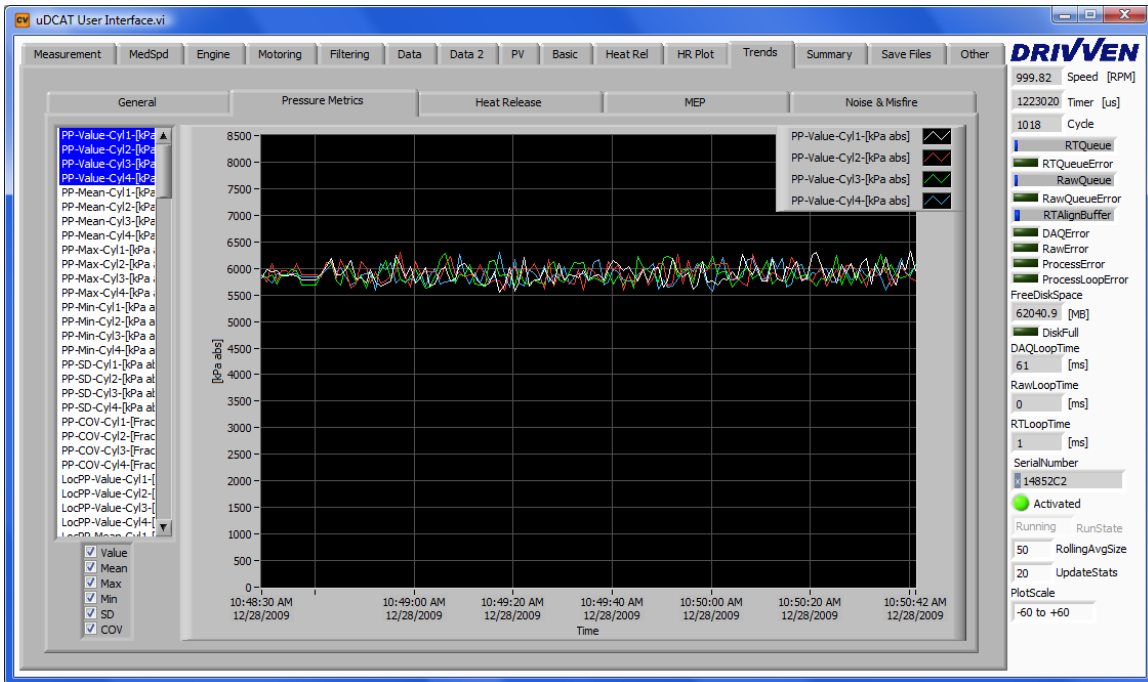 uDCAT User Interface.vi
Measurement MedSpd Engine Motoring Filtering Data Data 2 PV Basic Heat Rel HR Plot Trends Summary Save Files Other
DRIVVEN
General Pressure Metrics Heat Release MEP Noise & Misfire
PP-Value-Cyl1-[kPa
PP-Value-Cyl2-[kPa
PP-Value-Cyl3-[kPa
PP-Value-Cyl4-[kPa
PP-Mean-Cyl1-[kPa
PP-Mean-Cyl2-[kPa
PP-Mean-Cyl3-[kPa
PP-Mean-Cyl4-[kPa
PP-Max-Cyl1-[kPa
PP-Max-Cyl2-[kPa
PP-Max-Cyl3-[kPa
PP-Max-Cyl4-[kPa
PP-Min-Cyl1-[kPa a
PP-Min-Cyl2-[kPa a
PP-Min-Cyl3-[kPa a
PP-Min-Cyl4-[kPa a
PP-SD-Cyl1-[kPa ab
PP-SD-Cyl2-[kPa ab
PP-SD-Cyl3-[kPa ab
PP-SD-Cyl4-[kPa ab
PP-COV-Cyl1-[Frac
PP-COV-Cyl2-[Frac
PP-COV-Cyl3-[Frac
PP-COV-Cyl4-[Frac
LocPP-Value-Cyl1-[
LocPP-Value-Cyl2-[
LocPP-Value-Cyl3-[
LocPP-Value-Cyl4-[
Value
Mean
Max
Min
SD
COV
[kPa abs]
8500
8000
7500
7000
6500
6000
5500
5000
4500
4000
3500
3000
2500
2000
1500
1000
500
0
PP-Value-Cyl1-[kPa abs]
PP-Value-Cyl2-[kPa abs]
PP-Value-Cyl3-[kPa abs]
PP-Value-Cyl4-[kPa abs]
10:48:30 AM 10:49:00 AM 10:49:20 AM 10:49:40 AM 10:50:00 AM 10:50:20 AM 10:50:42 AM
12/28/2009 12/28/2009 12/28/2009 12/28/2009 12/28/2009 12/28/2009 12/28/2009
Time
999.82 Speed [RPM]
1223020 Timer [us]
1018 Cycle
RTQueue
RTQueueError
RawQueue
RawQueueError
RTAlignBuffer
DAQError
RawError
ProcessError
ProcessLoopError
FreeDiskSpace
62040.9 [MB]
DiskFull
DAQLoopTime
61 [ms]
RawLoopTime
0 [ms]
RTLoopTime
1 [ms]
SerialNumber
x 14852C2
Activated
Running RunState
50 RollingAvgSize
20 UpdateStats
PlotScale
-60 to +60